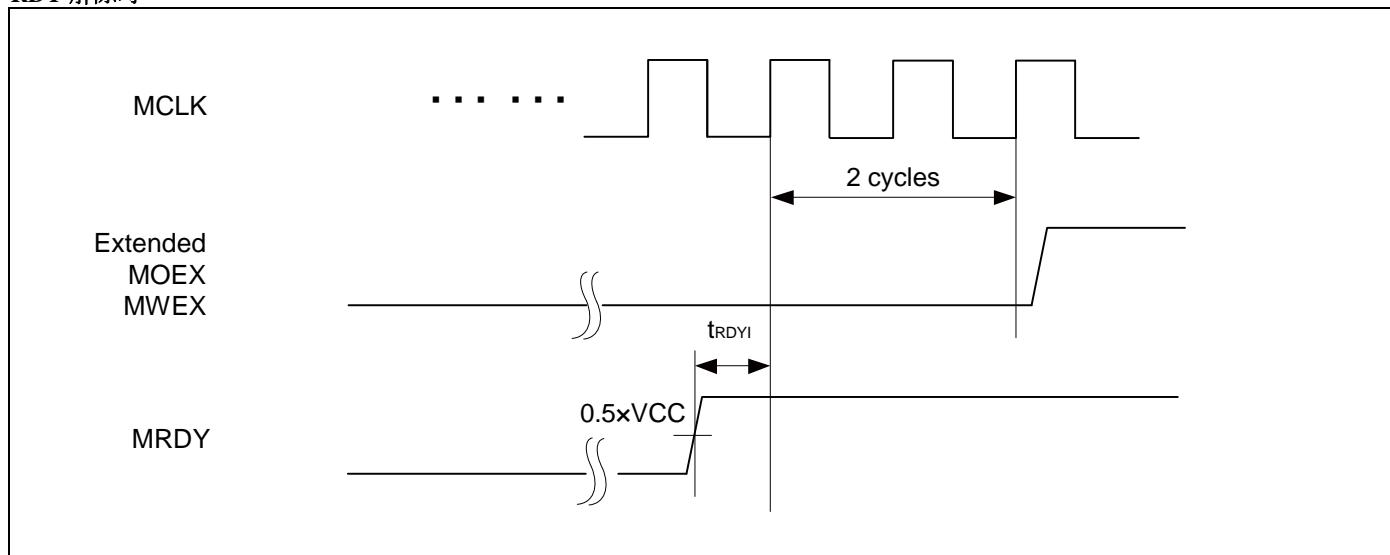 MCLK
2 cycles
Extended
MOEX
MWEX
tRDYI
0.5×VCC
MRDY